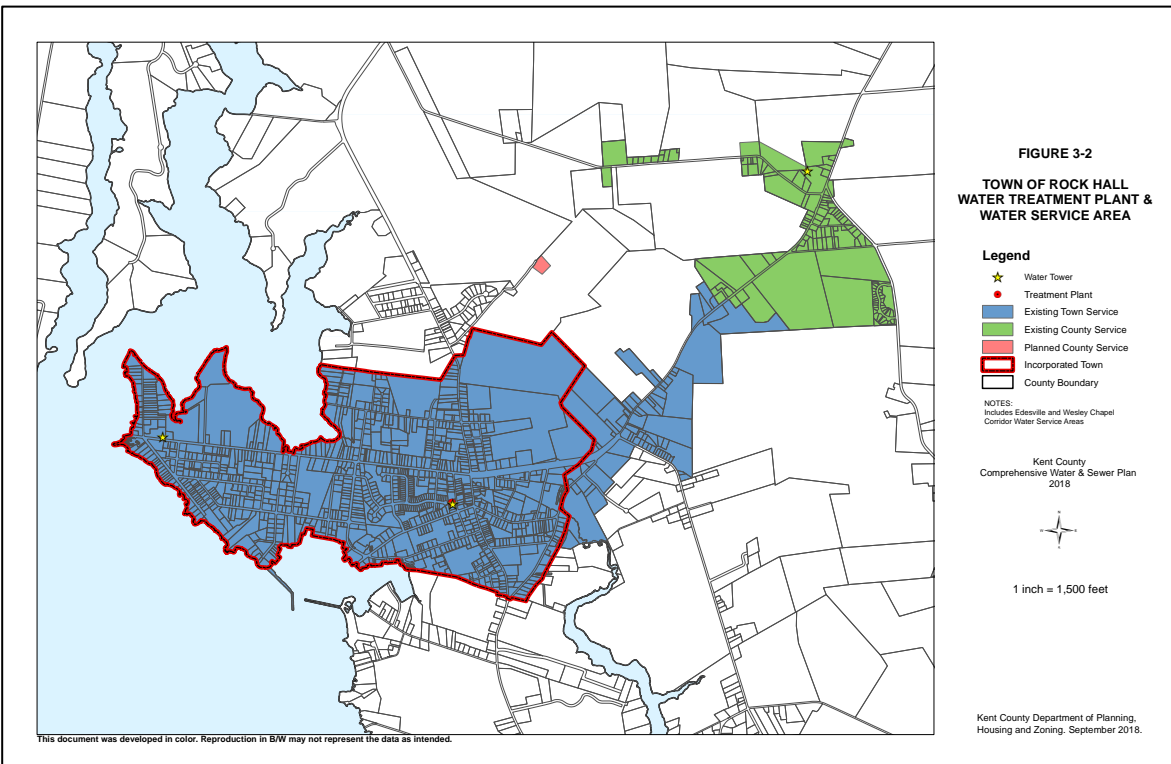 FIGURE 3-2
TOWN OF ROCK HALL
WATER TREATMENT PLANT &
WATER SERVICE AREA
Legend
Water Tower
Treatment Plant
Existing Town Service
Existing County Service
Planned County Service
Incorporated Town
County Boundary
NOTES:
Includes Edesville and Wesley Chapel
Corridor Water Service Areas
Kent County
Comprehensive Water & Sewer Plan
2018
N
W E
S
1 inch = 1,500 feet
Kent County Department of Planning,
Housing and Zoning. September 2018.
This document was developed in color. Reproduction in B/W may not represent the data as intended.